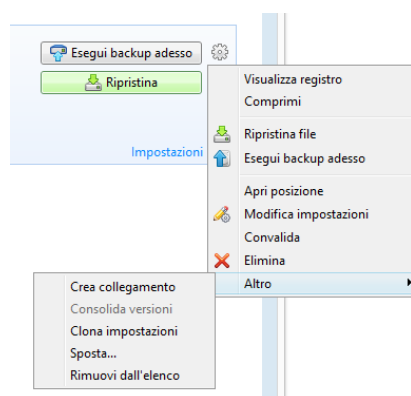 Esegui backup adesso
Ripristina
Impostazioni
Visualizza registro
Comprimi
Ripristina file
Esegui backup adesso
Apri posizione
Modifica impostazioni
Convalida
Elimina
Altro
Crea collegamento
Consolida versioni
Clona impostazioni
Sposta...
Rimuovi dall'elenco